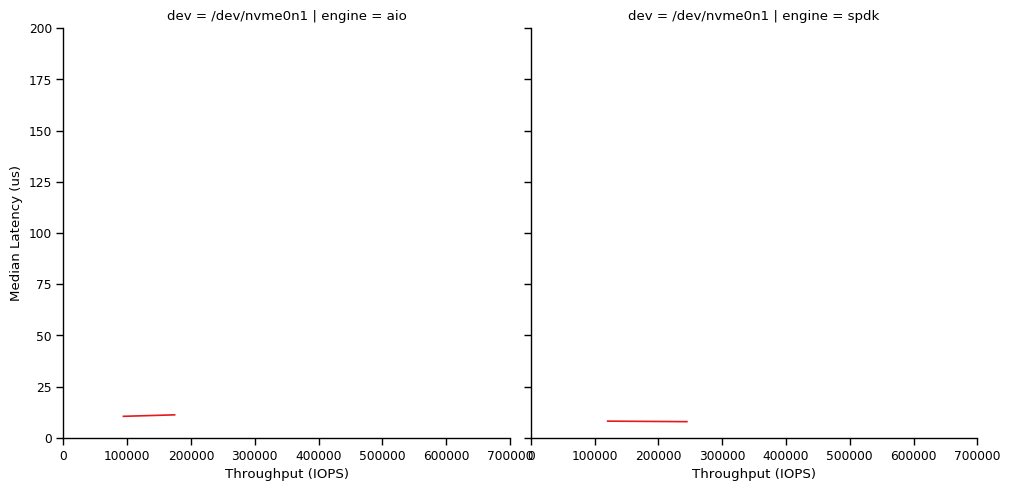 dev = /dev/nvme0n1 | engine = aio
dev = /dev/nvme0n1 | engine = spdk
200
175
150
125
100
75
50
25
0
Median Latency (us)
0 100000 200000 300000 400000 500000 600000 700000
0 100000 200000 300000 400000 500000 600000 700000
Throughput (IOPS)
Throughput (IOPS)